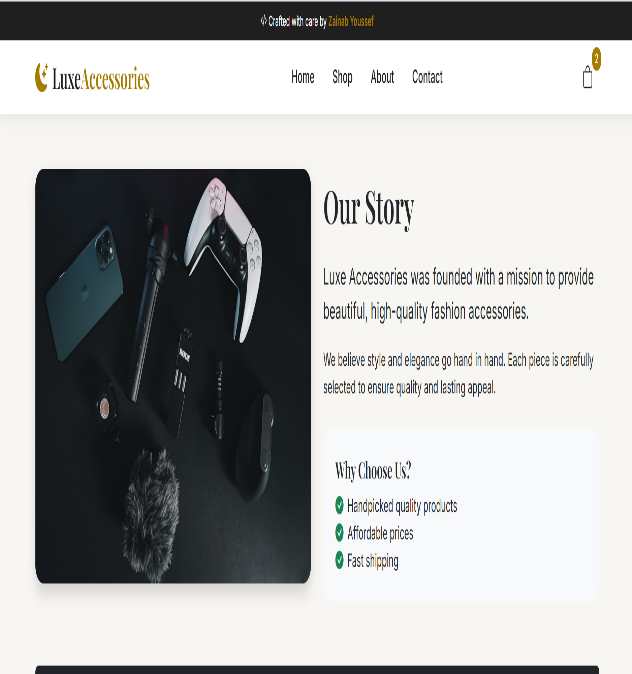 Crafted with care by Zainab Youssef
LuxeAccessories
Home Shop About Contact
2
Our Story
Luxe Accessories was founded with a mission to provide
beautiful, high-quality fashion accessories.
We believe style and elegance go hand in hand. Each piece is carefully
selected to ensure quality and lasting appeal.
Why Choose Us?
Handpicked quality products
Affordable prices
Fast shipping